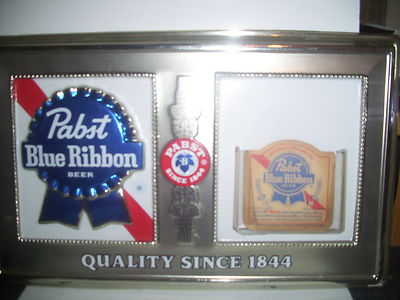 Pabst
Blue Ribbon
BEER
PABST
SINCE 1844
Pabst
Blue Ribbon
QUALITY SINCE 1844